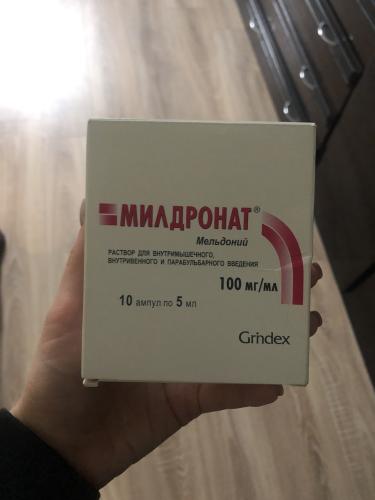 МИЛДРОНАТ®
Мельдоний
РАСТВОР ДЛЯ ВНУТРИМЫШЕЧНОГО,
ВНУТРИВЕННОГО И ПАРАБУЛЬБАРНОГО ВВЕДЕНИЯ
100 мг/мл
10 ампул по 5 мл
Grindex